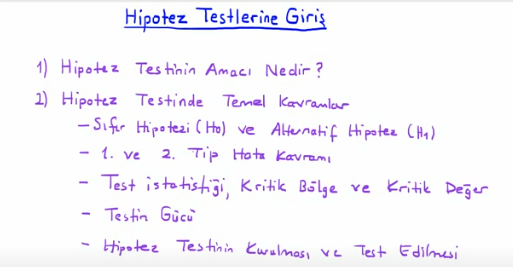 Hipotez Testlerine Giriş
1) Hipotez Testinin Amacı Nedir?
2) Hipotez Testinde Temel Kavramlar
- Sıfır Hipotezi (H0) ve Alternatif Hipotez (H1)
- 1. ve 2. Tip Hata Kavramı
- Test istatistiği, Kritik Bölge ve Kritik Değer
- Testin Gücü
- Hipotez Testinin Kurulması ve Test Edilmesi